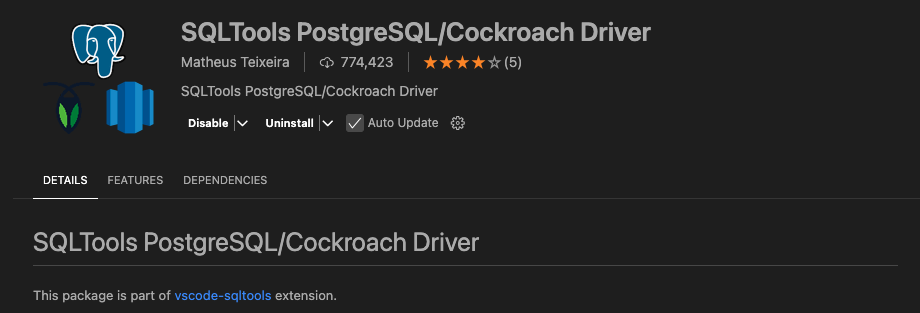 SQLTools PostgreSQL/Cockroach Driver
Matheus Teixeira 774,423 (5)
SQLTools PostgreSQL/Cockroach Driver
Disable Uninstall Auto Update
DETAILS FEATURES DEPENDENCIES
SQLTools PostgreSQL/Cockroach Driver
This package is part of vscode-sqltools extension.